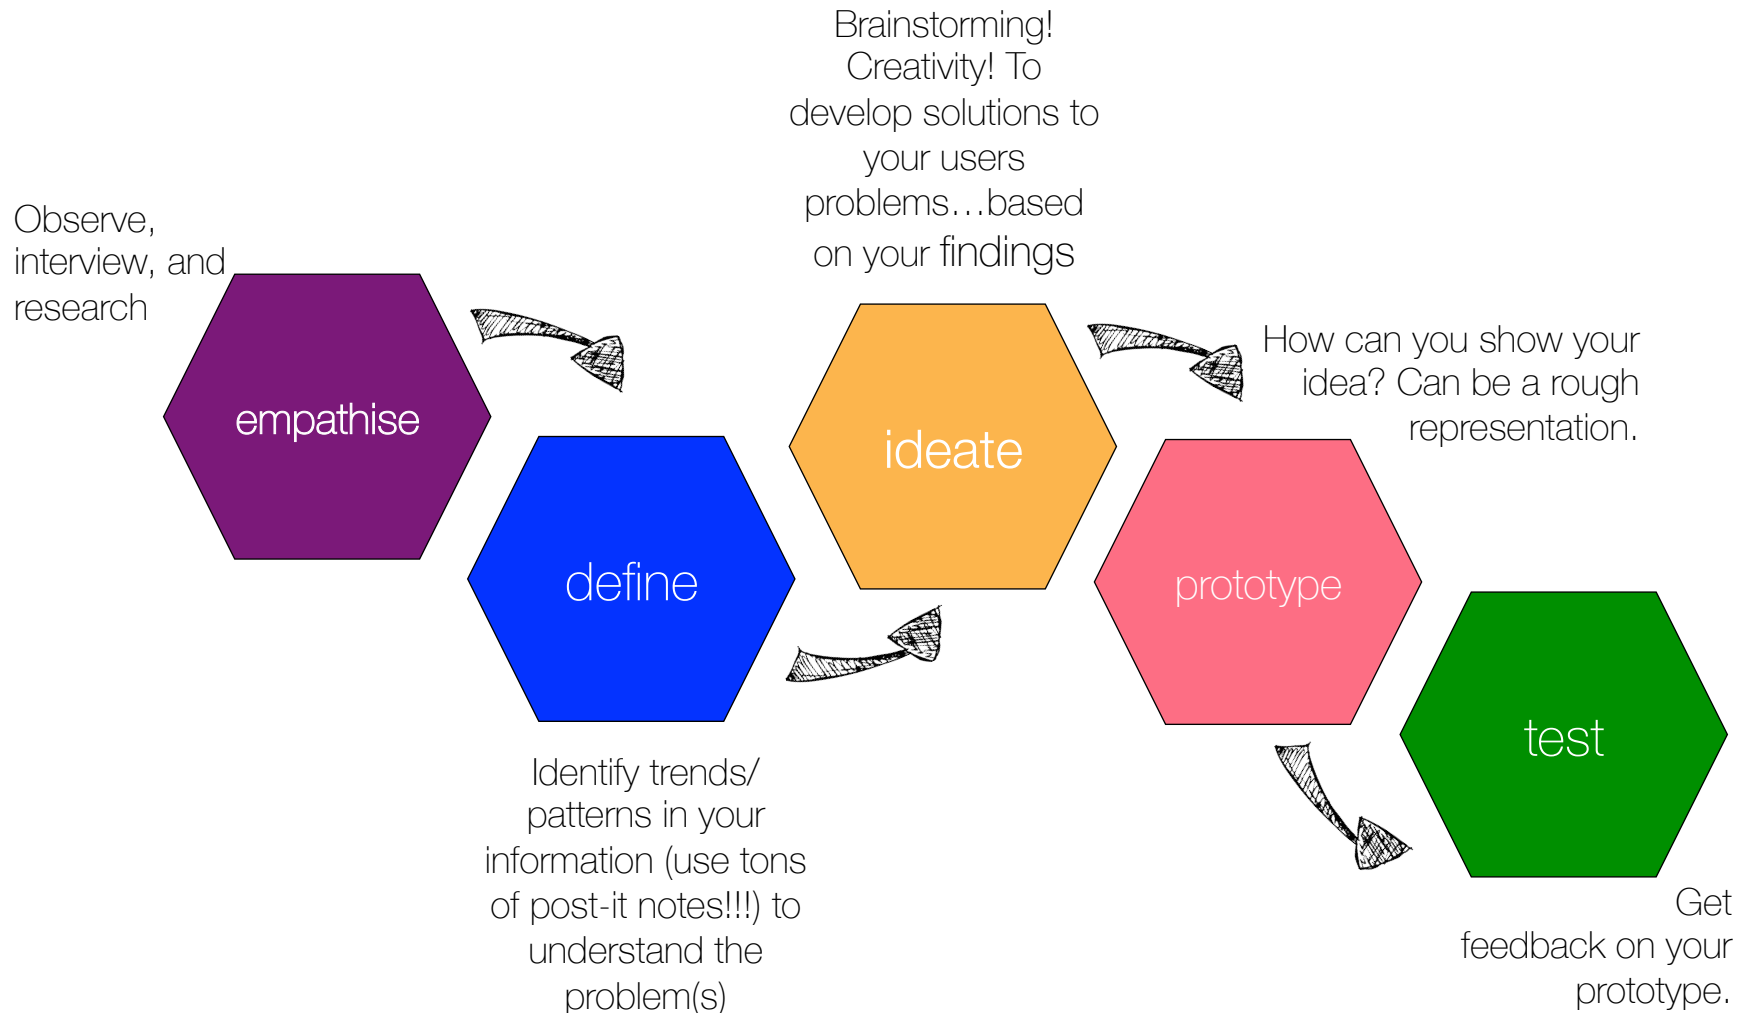 Observe,
interview, and
research
empathise
define
Identify trends/
patterns in your
information (use tons
of post-it notes!!!) to
understand the
problem(s)
Brainstorming!
Creativity! To
develop solutions to
your users
problems…based
on your findings
ideate
How can you show your
idea? Can be a rough
representation.
prototype
test
Get
feedback on your
prototype.